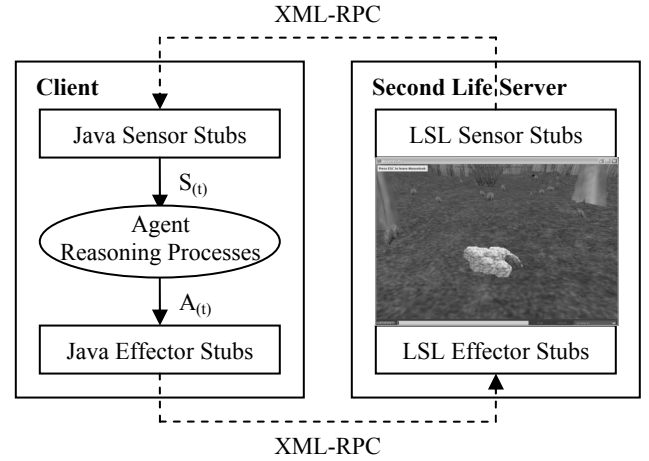 XML-RPC
Client
Java Sensor Stubs
S(t)
Agent
Reasoning Processes
A(t)
Java Effector Stubs
Second Life Server
LSL Sensor Stubs
LSL Effector Stubs
XML-RPC